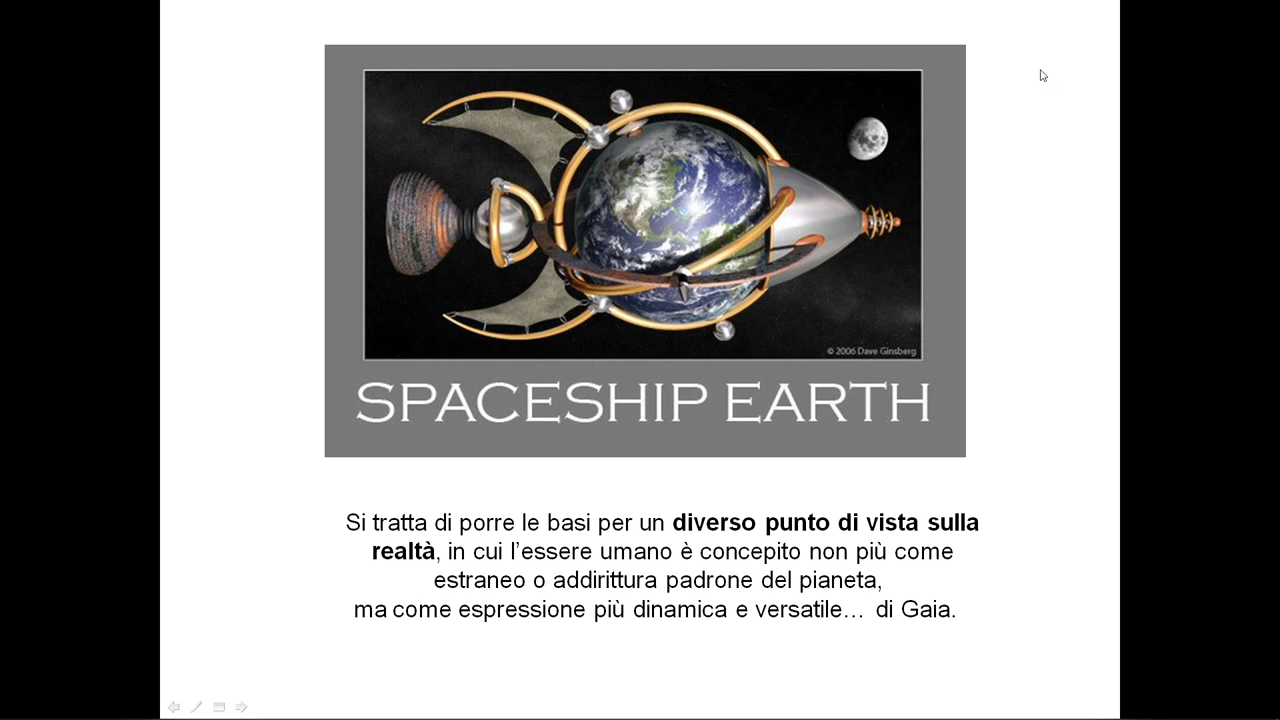 © 2006 Dave Ginsberg
SPACESHIP EARTH
Si tratta di porre le basi per un diverso punto di vista sulla
realtà, in cui l’essere umano è concepito non più come
estraneo o addirittura padrone del pianeta,
ma come espressione più dinamica e versatile… di Gaia.